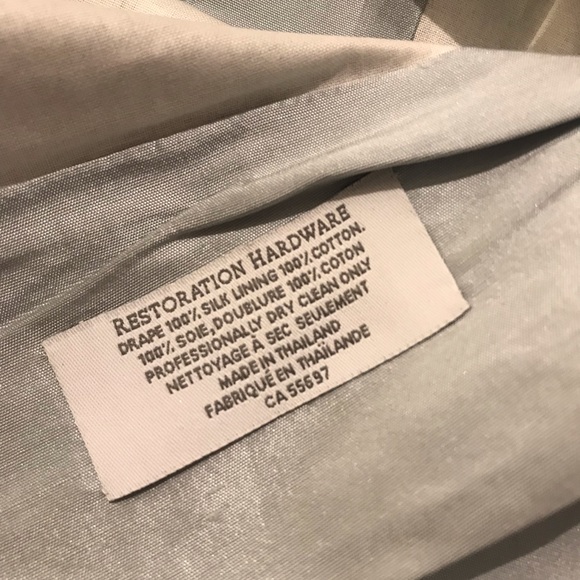 RESTORATION HARDWARE
DRAPE 100% SILK LINING 100% COTTON.
100% SOIE, DOUBLURE 100% COTON
PROFESSIONALLY DRY CLEAN ONLY
NETTOYAGE À SEC SEULEMENT
MADE IN THAILAND
FABRIQUÉ EN THAÏLANDE
CA 55697